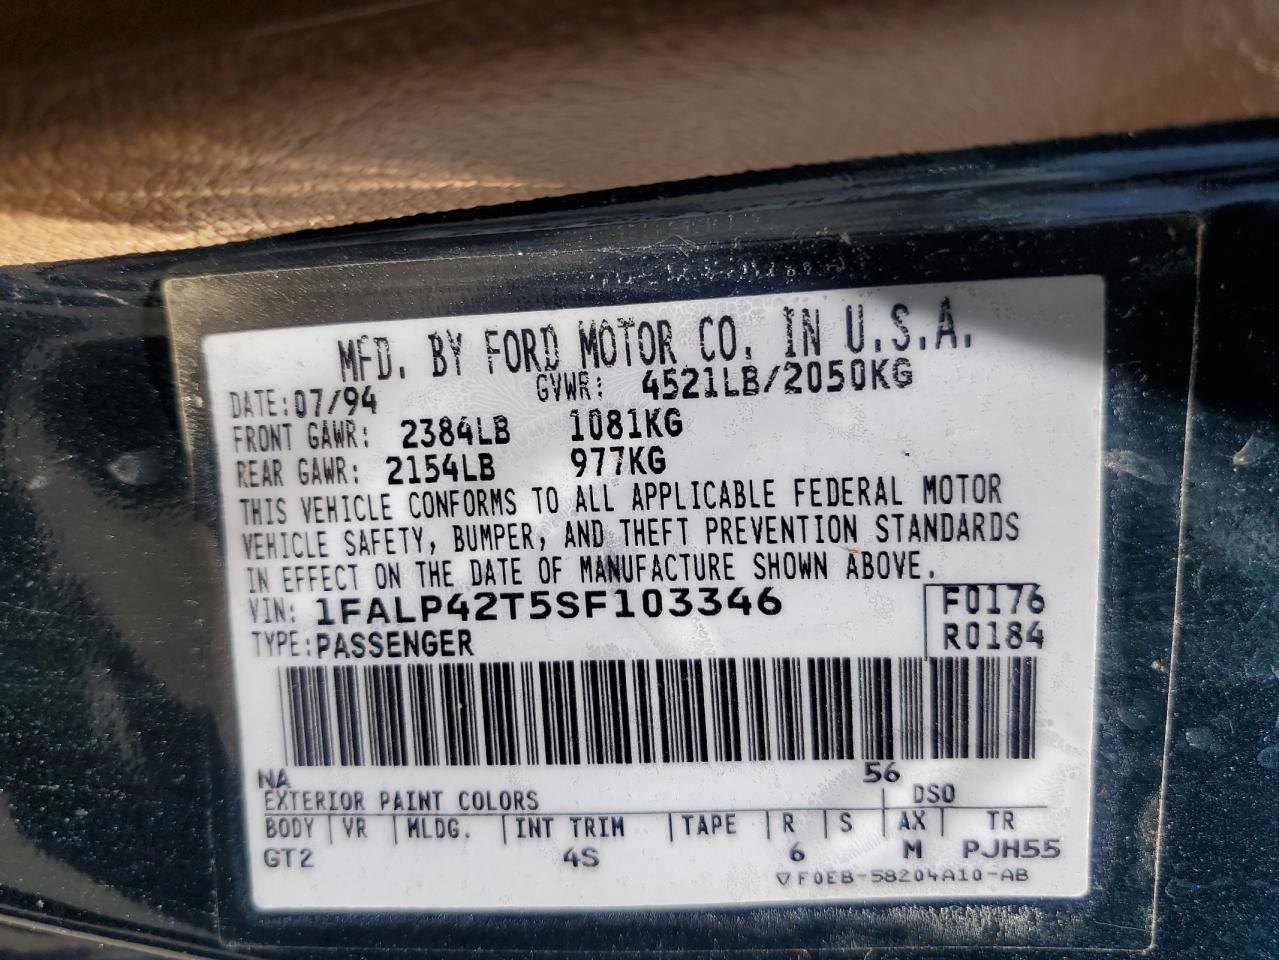 MFD. BY FORD MOTOR CO. IN U.S.A.
DATE: 07/94 GVWR: 4521LB/2050KG
FRONT GAWR: 2384LB 1081KG
REAR GAWR: 2154LB 977KG
THIS VEHICLE CONFORMS TO ALL APPLICABLE FEDERAL MOTOR
VEHICLE SAFETY, BUMPER, AND THEFT PREVENTION STANDARDS
IN EFFECT ON THE DATE OF MANUFACTURE SHOWN ABOVE.
VIN: 1FALP42T5SF103346 F0176
TYPE: PASSENGER R0184
NA 56
EXTERIOR PAINT COLORS DSO
BODY VR MLDG. INT TRIM TAPE R S AX TR
GT2 4S 6 M PJH55
▽F0EB-58204A10-AB